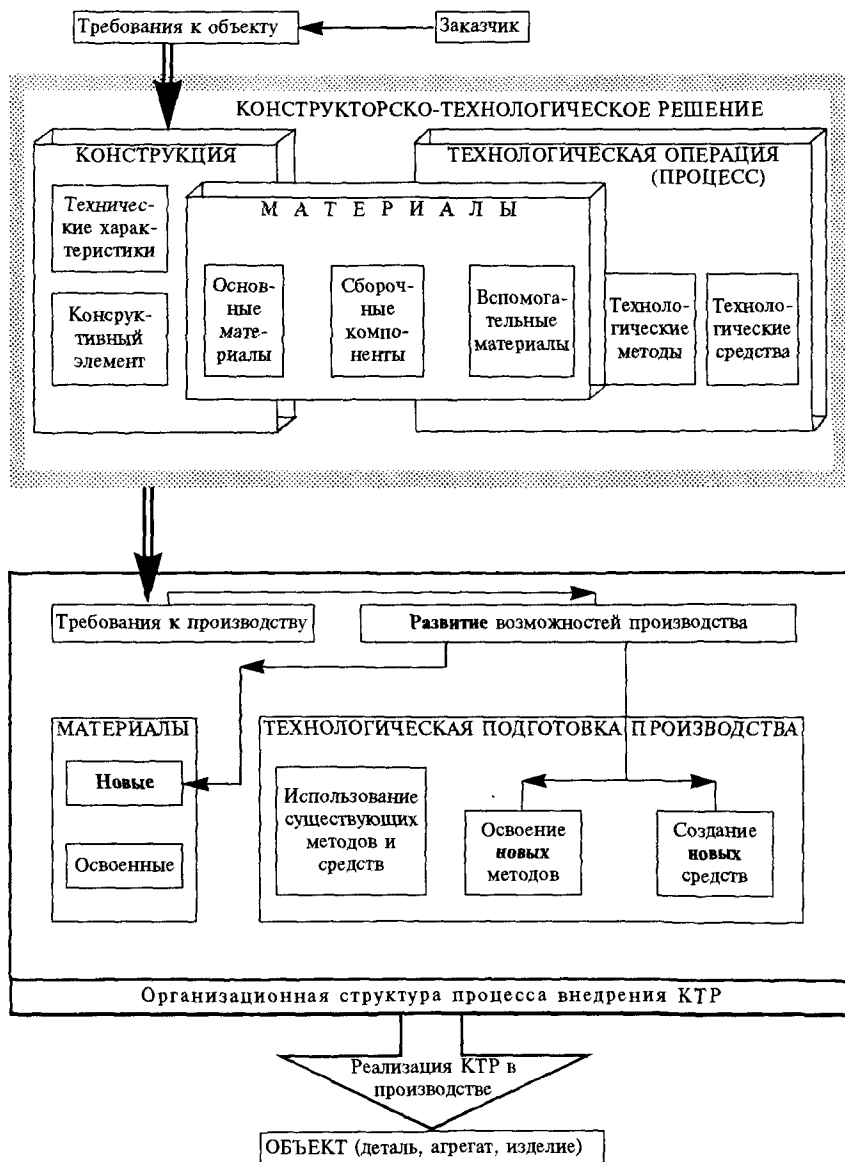 Требования к объекту
Заказчик
КОНСТРУКТОРСКО-ТЕХНОЛОГИЧЕСКОЕ РЕШЕНИЕ
КОНСТРУКЦИЯ
Техничес-
кие харак-
теристики
Консрук-
тивный
элемент
МАТЕРИАЛЫ
Основ-
ные
мате-
риалы
Сбороч-
ные
компо-
ненты
Вспомога-
тельные
материалы
ТЕХНОЛОГИЧЕСКАЯ ОПЕРАЦИЯ
(ПРОЦЕСС)
Техноло-
гические
методы
Техноло-
гические
средства
Требования к производству
Развитие возможностей производства
МАТЕРИАЛЫ
Новые
Освоенные
ТЕХНОЛОГИЧЕСКАЯ ПОДГОТОВКА ПРОИЗВОДСТВА
Использование
существующих
методов и
средств
Освоение
новых
методов
Создание
новых
средств
Организационная структура процесса внедрения КТР
Реализация КТР в
производстве
ОБЪЕКТ (деталь, агрегат, изделие)